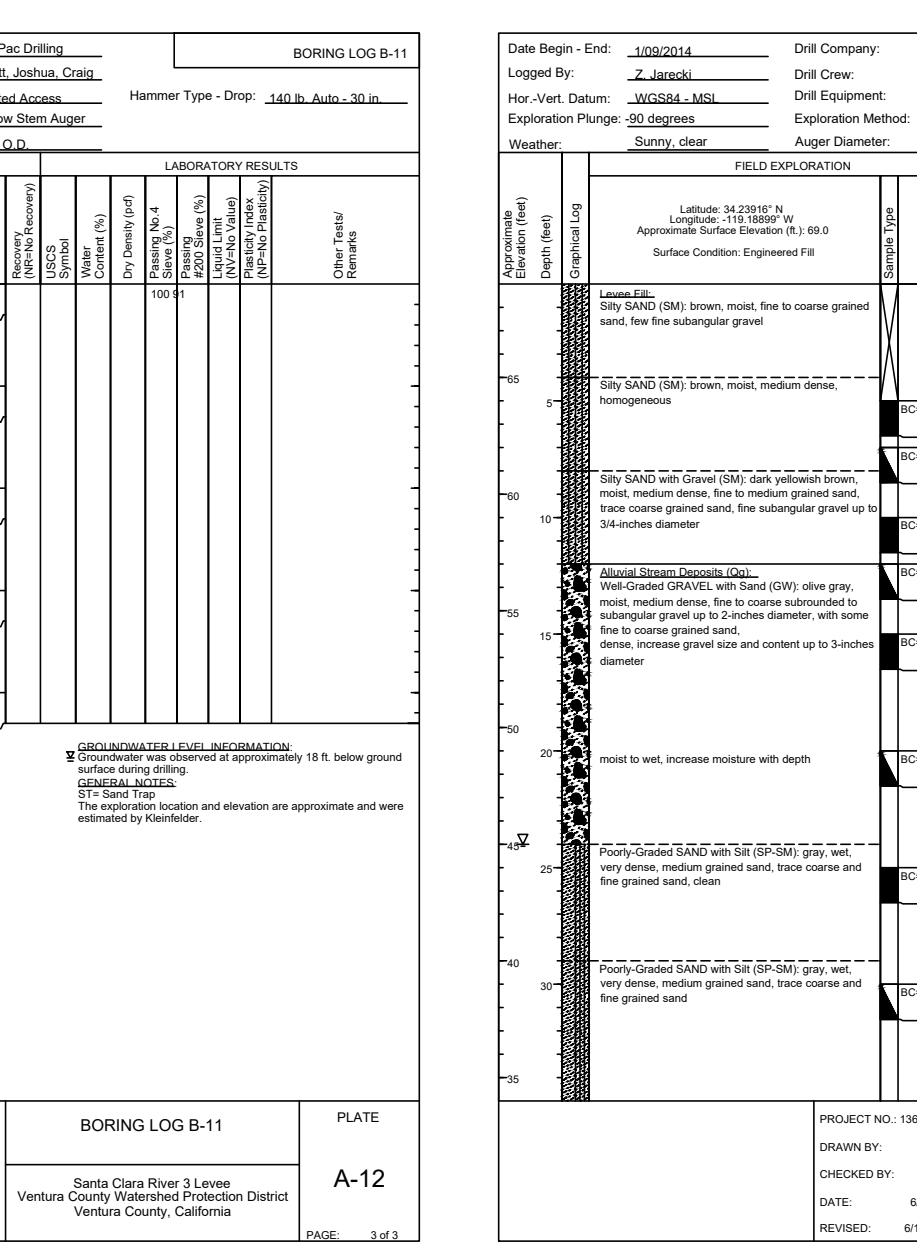 Pac Drilling
BORING LOG B-11
tt, Joshua, Craig
ted Access
Hammer Type - Drop: 140 lb. Auto - 30 in.
w Stem Auger
O.D.
LABORATORY RESULTS
Recovery
(NR=No Recovery)
USCS
Symbol
Water
Content (%)
Dry Density (pcf)
Passing No.4
Sieve (%)
Passing
#200 Sieve (%)
Liquid Limit
(NV=No Value)
Plasticity Index
(NP=No Plasticity)
Other Tests/
Remarks
100 91
GROUNDWATER LEVEL INFORMATION:
Groundwater was observed at approximately 18 ft. below ground
surface during drilling.
GENERAL NOTES:
ST= Sand Trap
The exploration location and elevation are approximate and were
estimated by Kleinfelder.
BORING LOG B-11
Santa Clara River 3 Levee
Ventura County Watershed Protection District
Ventura County, California
PLATE
A-12
PAGE: 3 of 3
Date Begin - End: 1/09/2014 Drill Company:
Logged By: Z. Jarecki Drill Crew:
Hor.-Vert. Datum: WGS84 - MSL Drill Equipment:
Exploration Plunge: -90 degrees Exploration Method:
Weather: Sunny, clear Auger Diameter:
FIELD EXPLORATION
Approximate
Elevation (feet)
Depth (feet)
Graphical Log
Latitude: 34.23916° N
Longitude: -119.18899° W
Approximate Surface Elevation (ft.): 69.0
Surface Condition: Engineered Fill
Sample Type
Levee Fill:
Silty SAND (SM): brown, moist, fine to coarse grained
sand, few fine subangular gravel
65
Silty SAND (SM): brown, moist, medium dense,
5 homogeneous
BC=
BC=
Silty SAND with Gravel (SM): dark yellowish brown,
60 moist, medium dense, fine to medium grained sand,
trace coarse grained sand, fine subangular gravel up to
10 3/4-inches diameter
BC=
Alluvial Stream Deposits (Qg):
BC=
Well-Graded GRAVEL with Sand (GW): olive gray,
moist, medium dense, fine to coarse subrounded to
55 subangular gravel up to 2-inches diameter, with some
fine to coarse grained sand,
15 dense, increase gravel size and content up to 3-inches
BC=
diameter
50
20 moist to wet, increase moisture with depth
BC=
45
Poorly-Graded SAND with Silt (SP-SM): gray, wet,
25 very dense, medium grained sand, trace coarse and
fine grained sand, clean
BC=
40
Poorly-Graded SAND with Silt (SP-SM): gray, wet,
30 very dense, medium grained sand, trace coarse and
fine grained sand
BC=
35
PROJECT NO.: 136
DRAWN BY:
CHECKED BY:
DATE: 6/
REVISED: 6/1